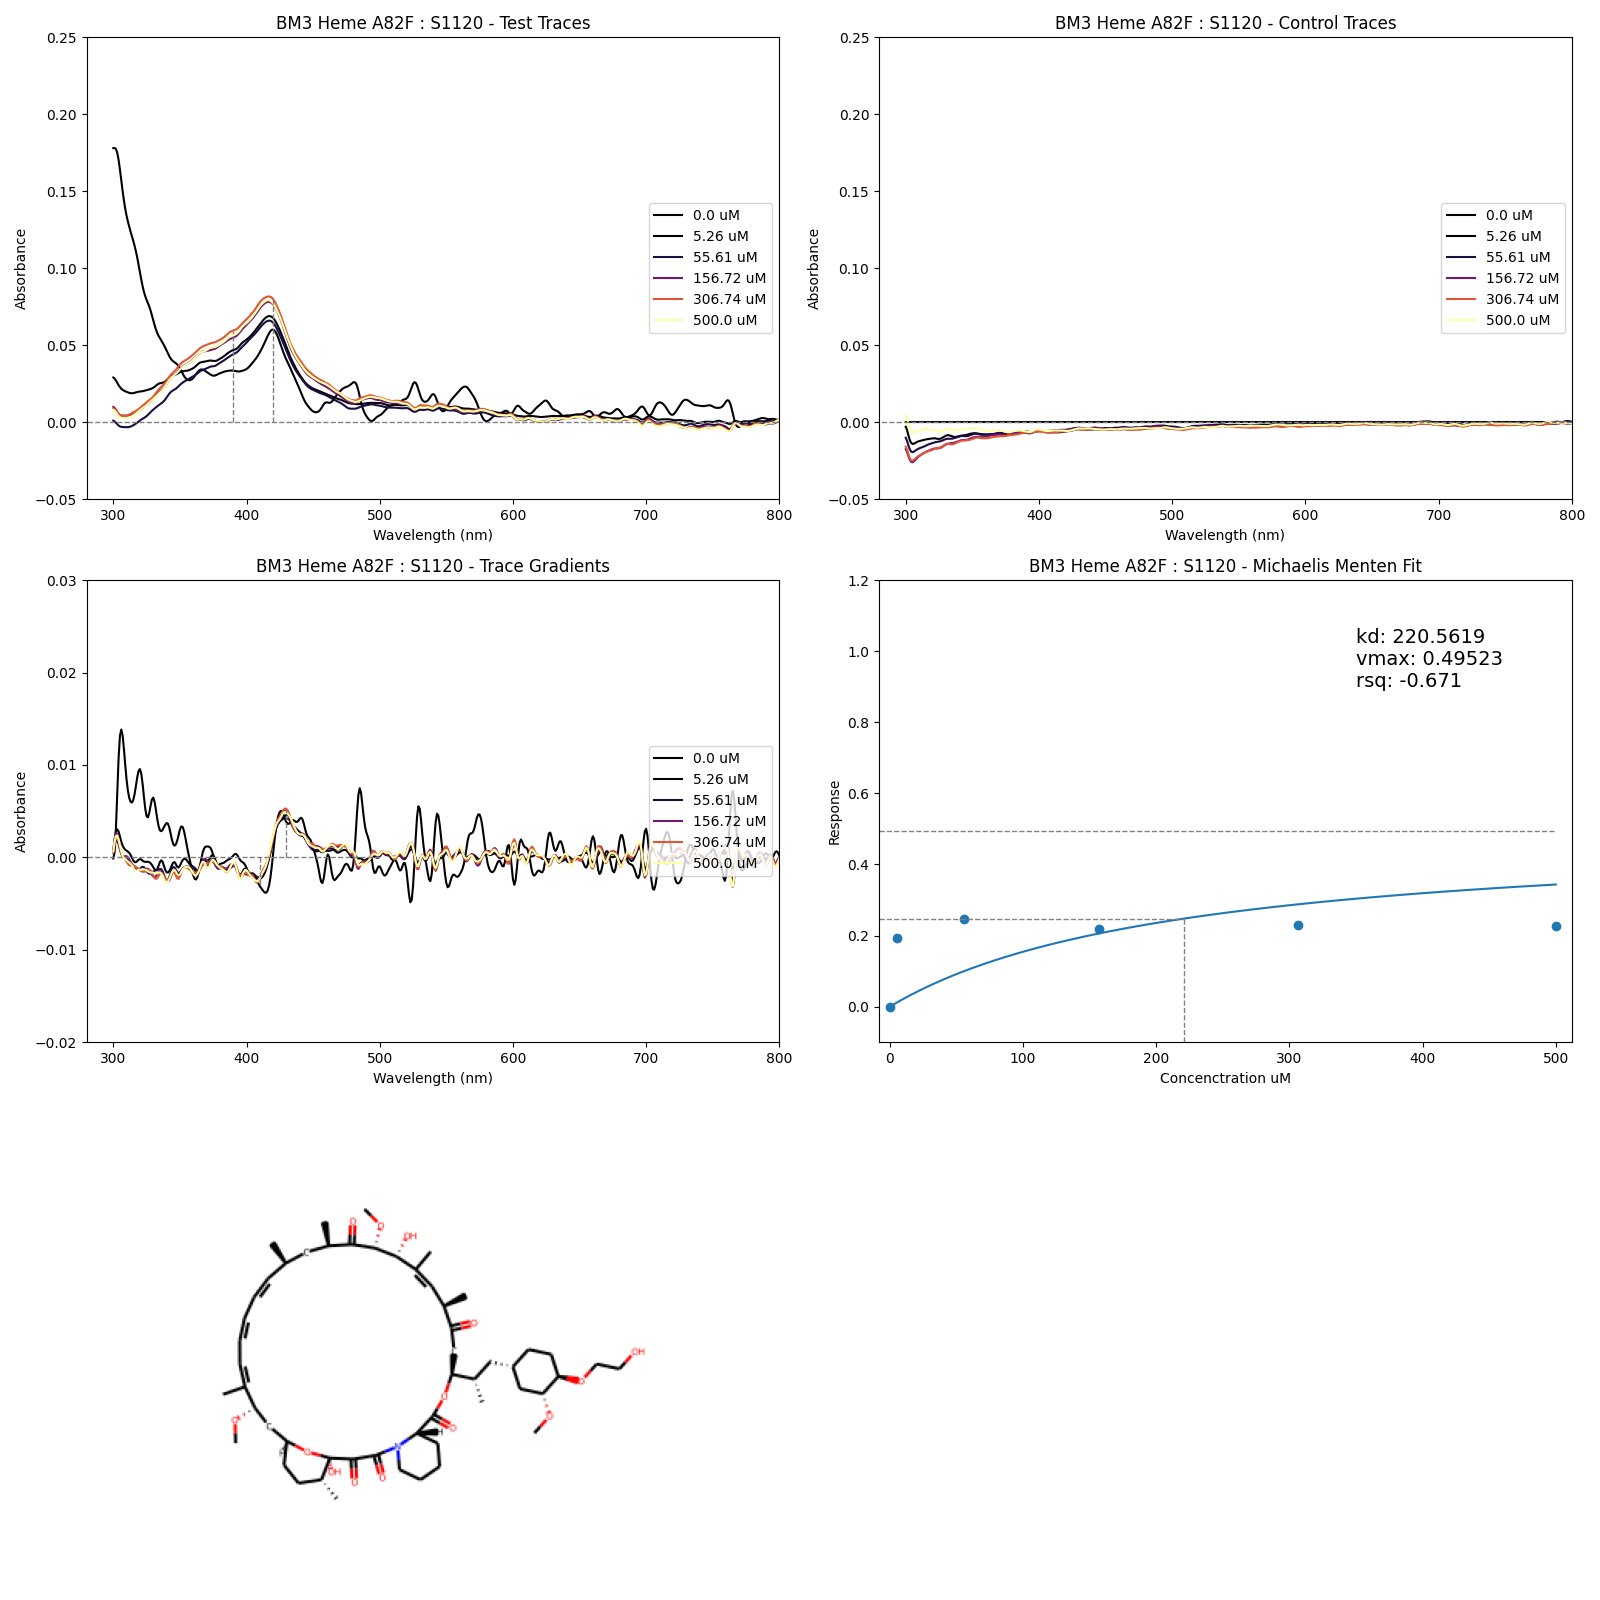 BM3 Heme A82F : S1120 - Test Traces
0.25
0.20
0.15
0.10
0.05
0.00
−0.05
Absorbance
0.0 uM
5.26 uM
55.61 uM
156.72 uM
306.74 uM
500.0 uM
300 400 500 600 700 800
Wavelength (nm)
BM3 Heme A82F : S1120 - Control Traces
0.25
0.20
0.15
0.10
0.05
0.00
−0.05
Absorbance
0.0 uM
5.26 uM
55.61 uM
156.72 uM
306.74 uM
500.0 uM
300 400 500 600 700 800
Wavelength (nm)
BM3 Heme A82F : S1120 - Trace Gradients
0.03
0.02
0.01
0.00
−0.01
−0.02
Absorbance
0.0 uM
5.26 uM
55.61 uM
156.72 uM
306.74 uM
500.0 uM
300 400 500 600 700 800
Wavelength (nm)
BM3 Heme A82F : S1120 - Michaelis Menten Fit
1.2
1.0
0.8
0.6
0.4
0.2
0.0
Response
kd: 220.5619
vmax: 0.49523
rsq: -0.671
0 100 200 300 400 500
Concenctration uM
O
O
OH
C
O
OH
O
O
O
O
O
C
O
N
H
OH
O
O